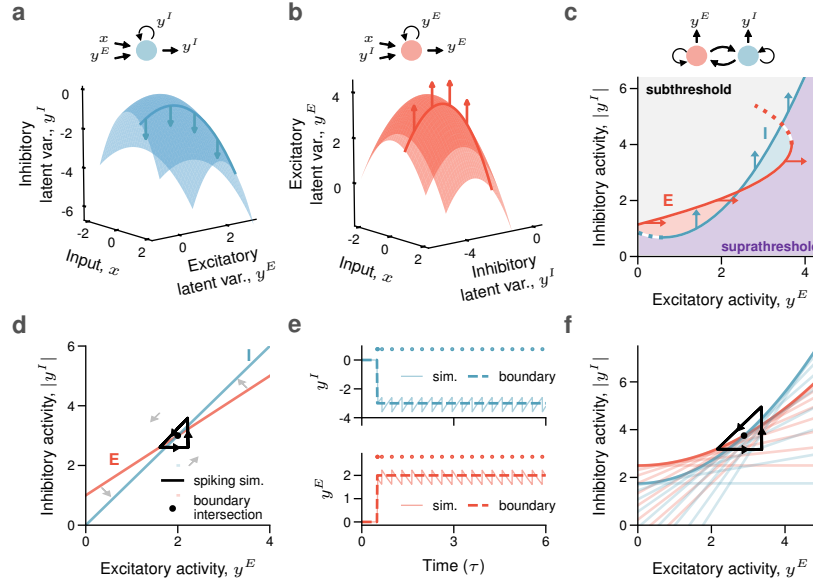 a
x
y^E
y^I
y^I
0
-2
-4
-6
Inhibitory
latent var., y^I
-2
0
2
Input, x
0
2
Excitatory
latent var., y^E
b
x
y^I
y^E
y^E
4
2
0
Excitatory
latent var., y^E
-2
0
2
Input, x
-4
0
Inhibitory
latent var., y^I
c
y^E
y^I
6
4
2
0
Inhibitory activity, |y^I|
subthreshold
I
E
suprathreshold
0
2
4
Excitatory activity, y^E
d
6
4
2
0
Inhibitory activity, |y^I|
I
E
spiking sim.
boundary
intersection
0
2
4
Excitatory activity, y^E
e
0
-2
-4
y^I
sim.
boundary
2
1
0
y^E
sim.
boundary
0
3
6
Time (τ)
f
6
4
2
0
Inhibitory activity, |y^I|
0
2
4
Excitatory activity, y^E